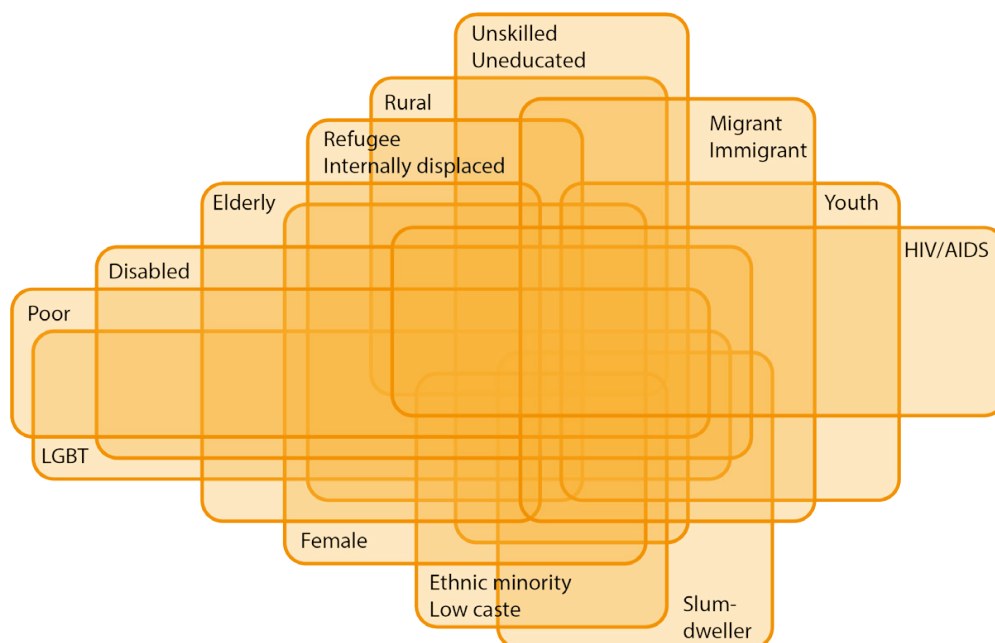 Unskilled
Uneducated
Rural
Migrant
Immigrant
Refugee
Internally displaced
Elderly
Youth
HIV/AIDS
Disabled
Poor
LGBT
Female
Ethnic minority
Low caste
Slum-
dweller